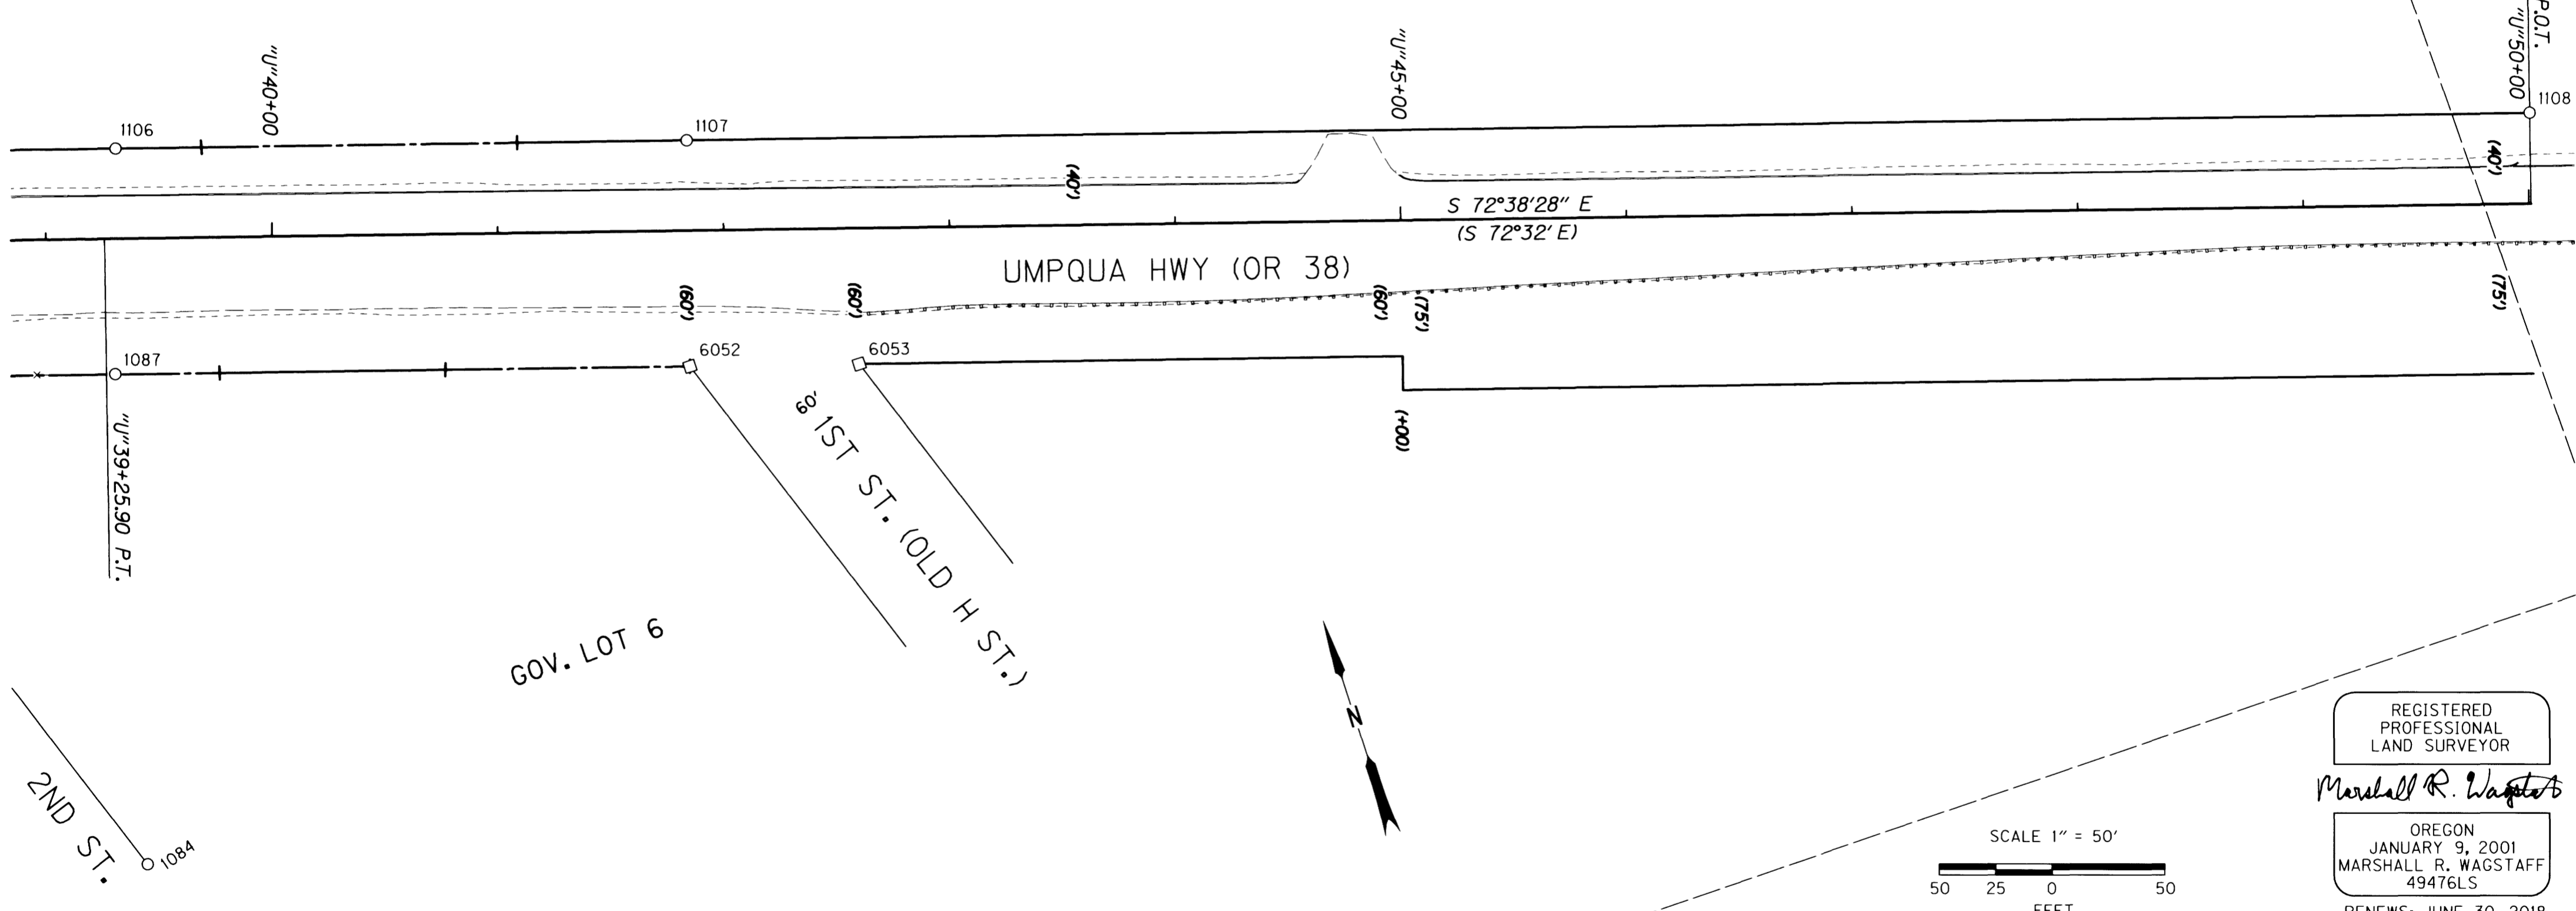 P.O.T.
"U"50+00
"U"40+00
"U"45+00
1106
1107
1108
(40')
(40')
S 72°38'28" E
(S 72°32' E)
UMPQUA HWY (OR 38)
(60')
(60')
(60')
(75')
(75')
1087
6052
6053
"U"39+25.90 P.T.
60'
1ST ST. (OLD H ST.)
(+00)
GOV. LOT 6
N
2ND ST.
1084
SCALE 1" = 50'
50 25 0 50
FEET
REGISTERED
PROFESSIONAL
LAND SURVEYOR
Marshall R. Wagstaff
OREGON
JANUARY 9, 2001
MARSHALL R. WAGSTAFF
49476LS
RENEWS: JUNE 30, 2018